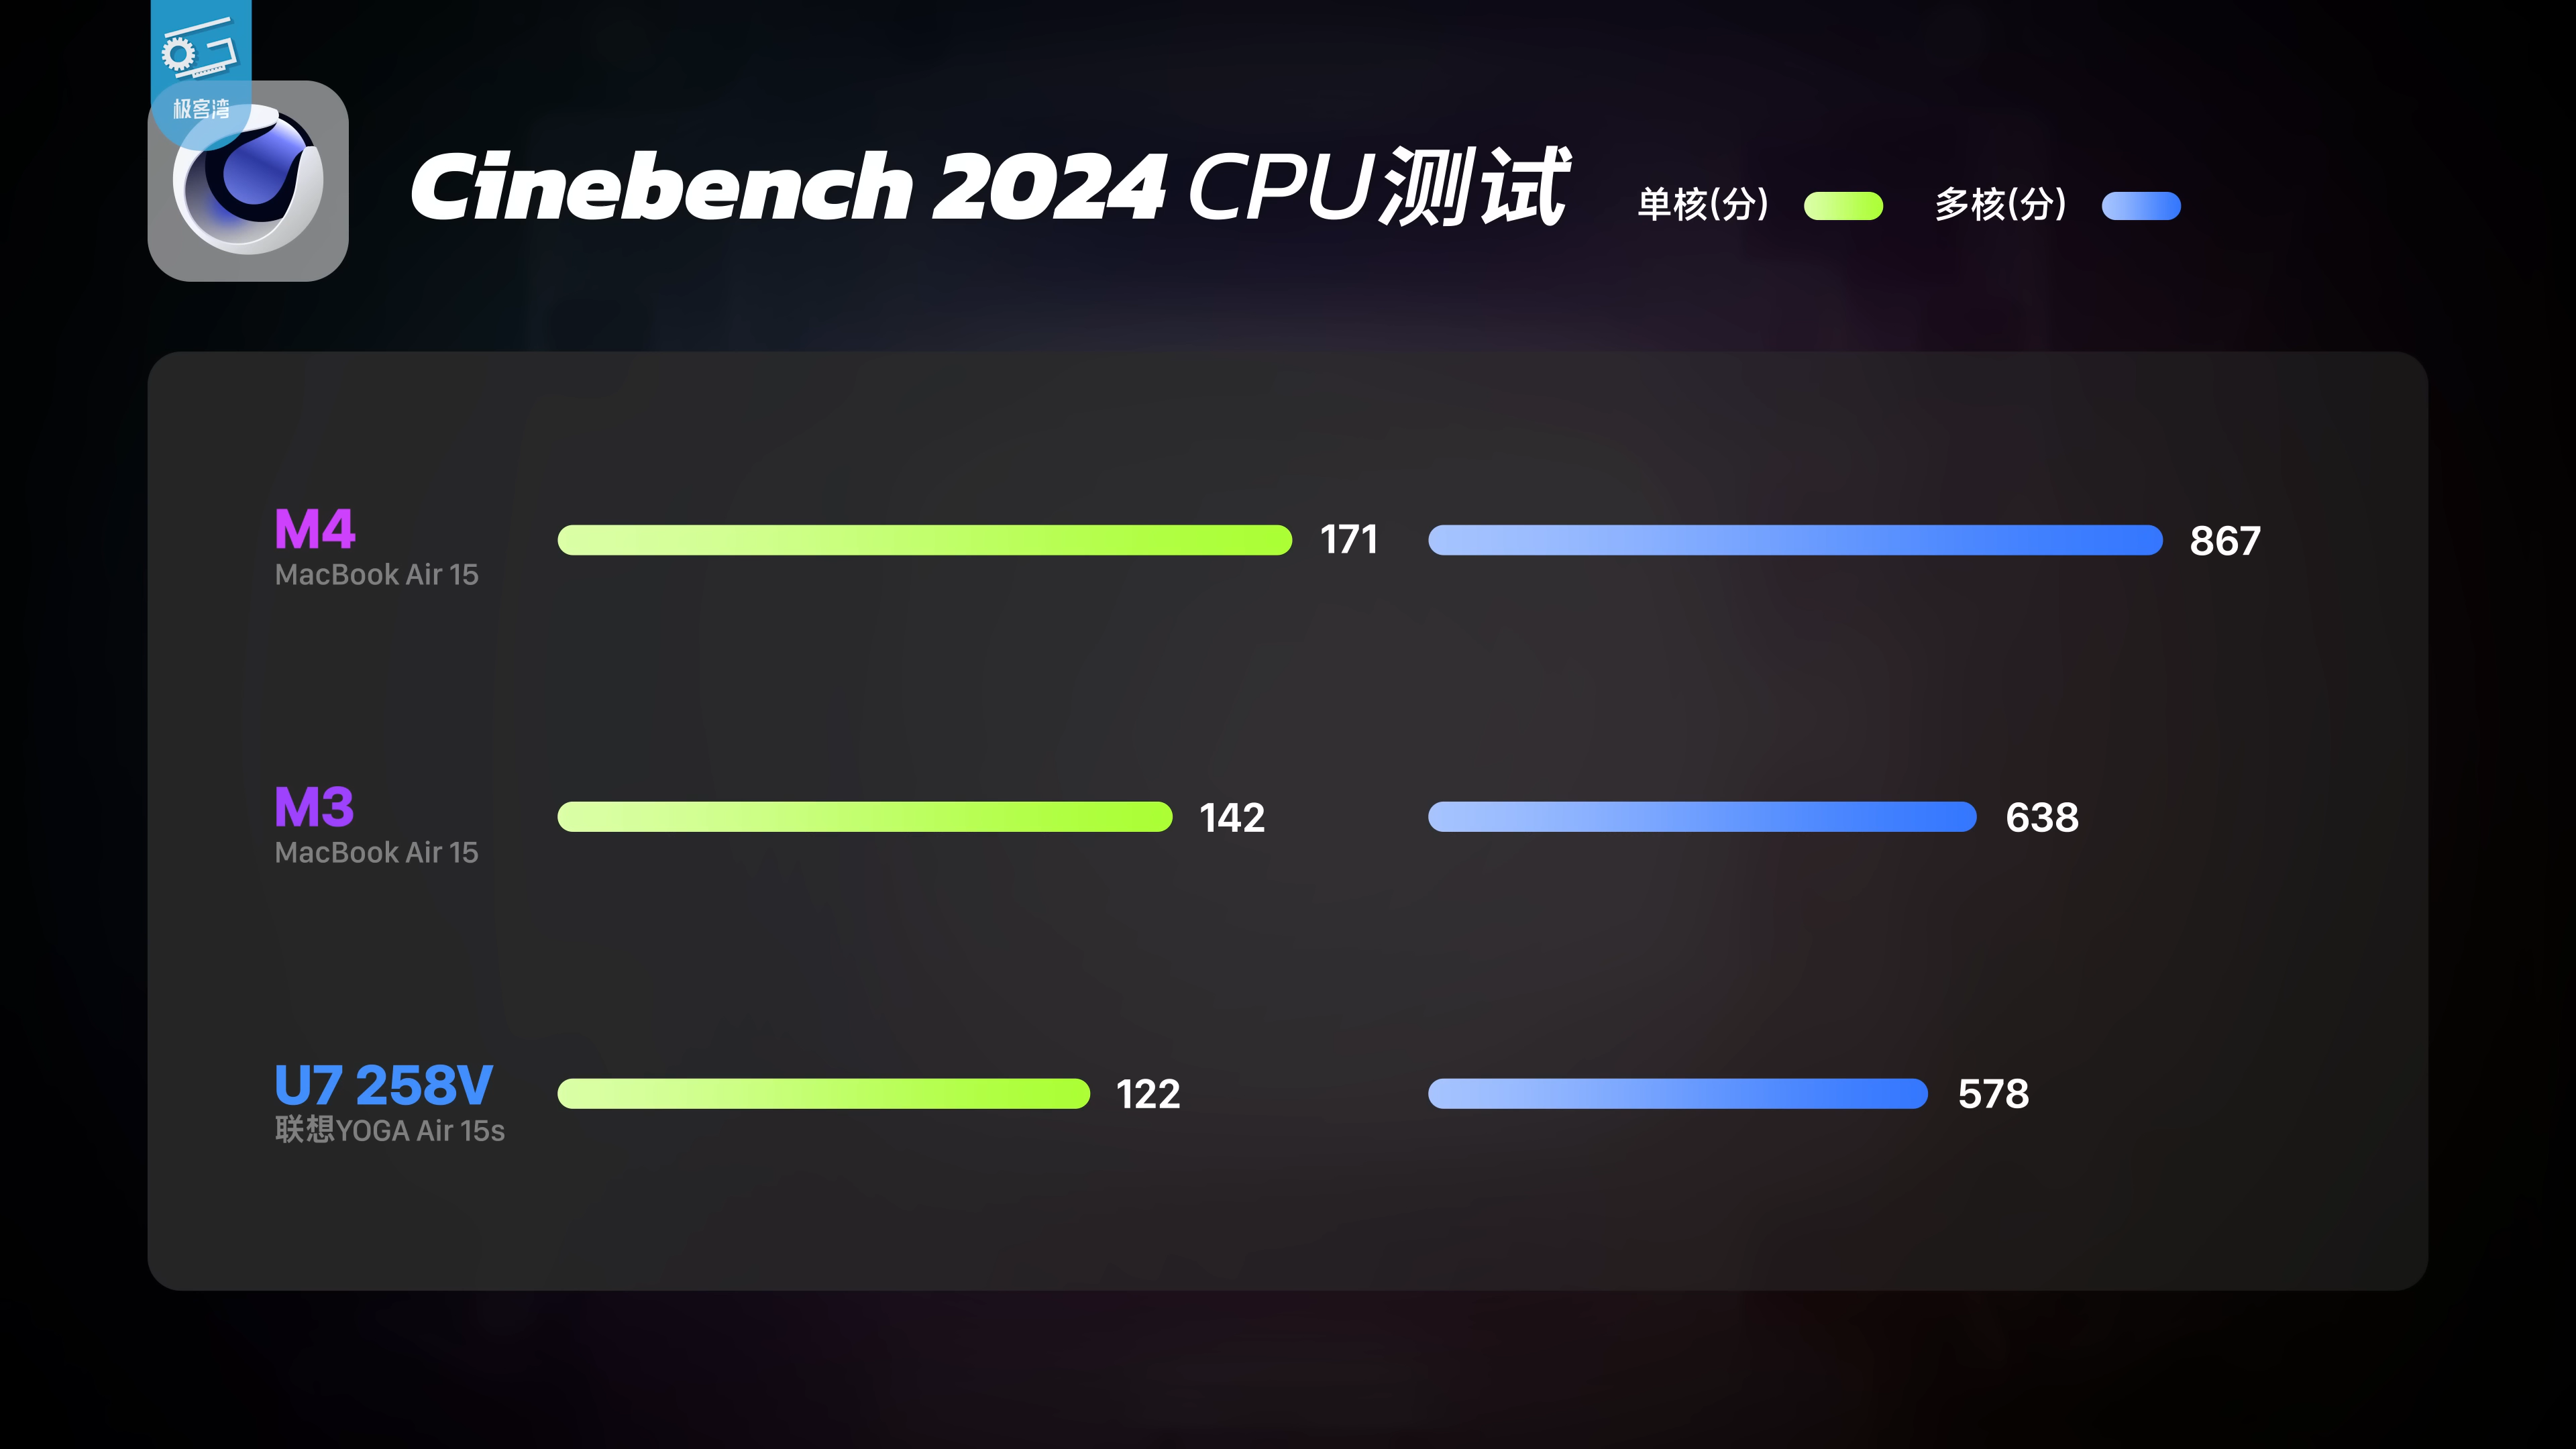 极客湾
Cinebench 2024 CPU测试
单核(分) 多核(分)
M4
MacBook Air 15
171
867
M3
MacBook Air 15
142
638
U7 258V
联想YOGA Air 15s
122
578